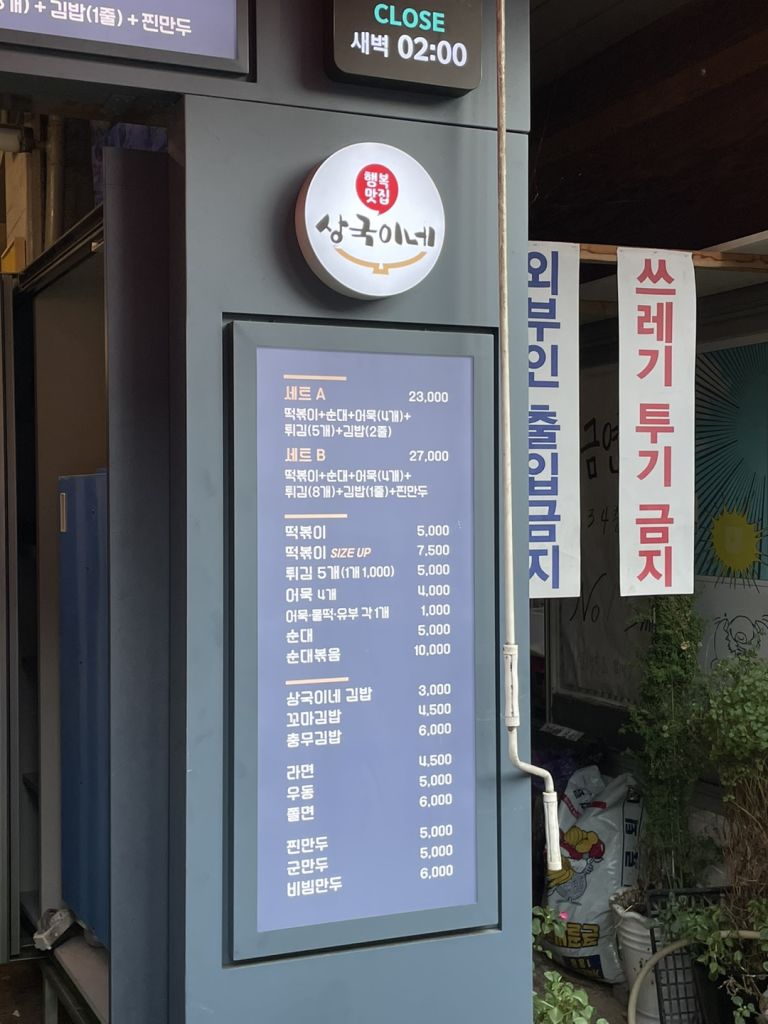 + 김밥(1줄) + 찐만두
CLOSE
새벽 02:00
행복
맛집
상국이네
세트 A 23,000
떡볶이+순대+어묵(4개)+
튀김(5개)+김밥(2줄)
세트 B 27,000
떡볶이+순대+어묵(4개)+
튀김(8개)+김밥(1줄)+찐만두
떡볶이 5,000
떡볶이 SIZE UP 7,500
튀김 5개(1개 1,000) 5,000
어묵 4개 4,000
어묵·물떡·유부 각 1개 1,000
순대 5,000
순대볶음 10,000
상국이네 김밥 3,000
꼬마김밥 4,500
충무김밥 6,000
라면 4,500
우동 5,000
쫄면 6,000
찐만두 5,000
군만두 5,000
비빔만두 6,000
외부인 출입금지
쓰레기 투기 금지
금연
No